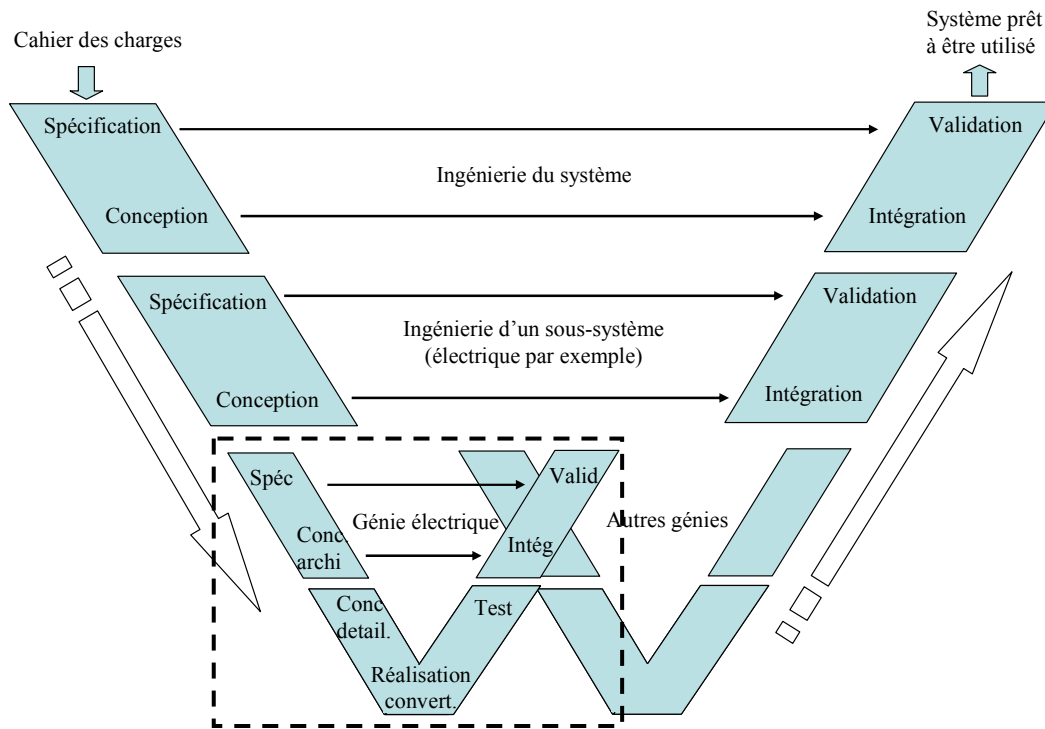 Cahier des charges
Système prêt
à être utilisé
Spécification
Validation
Ingénierie du système
Conception
Intégration
Spécification
Validation
Ingénierie d’un sous-système
(électrique par exemple)
Conception
Intégration
Spéc
Valid
Génie électrique
Autres génies
Conc.
archi
Intég
Conc
detail.
Test
Réalisation
convert.